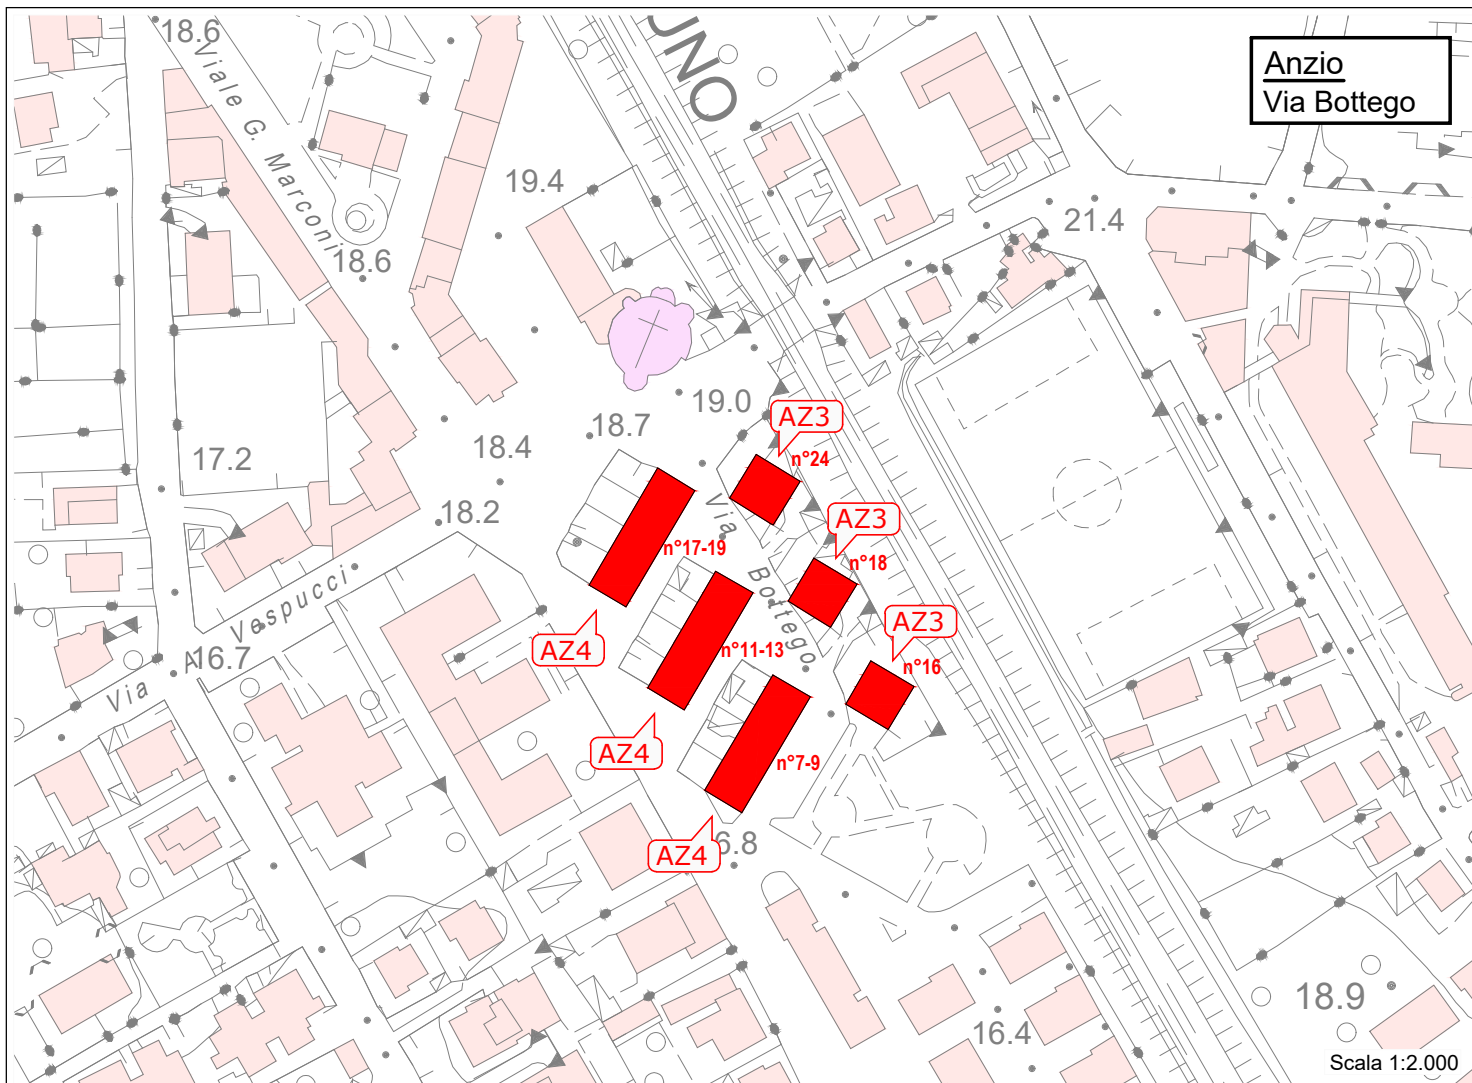 Anzio
Via Bottego
18.6
Viale G. Marconi
UNO
19.4
21.4
18.6
19.0
AZ3
18.7
18.4
n°24
17.2
18.2
AZ3
Via Bottego
n°17-19
n°18
Via A. Vespucci
AZ3
AZ4
n°11-13
16.7
n°16
AZ4
n°7-9
6.8
AZ4
18.9
16.4
Scala 1:2.000